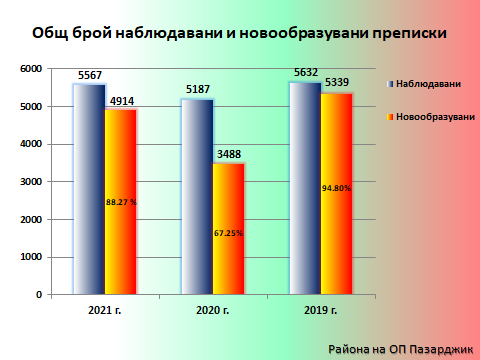 Общ брой наблюдавани и новообразувани преписки
6000
5000
4000
3000
2000
1000
0
5567
4914
88.27 %
5187
3488
67.25%
5632
5339
94.80%
2021 г.
2020 г.
2019 г.
Наблюдавани
Новообразувани
Района на ОП Пазарджик